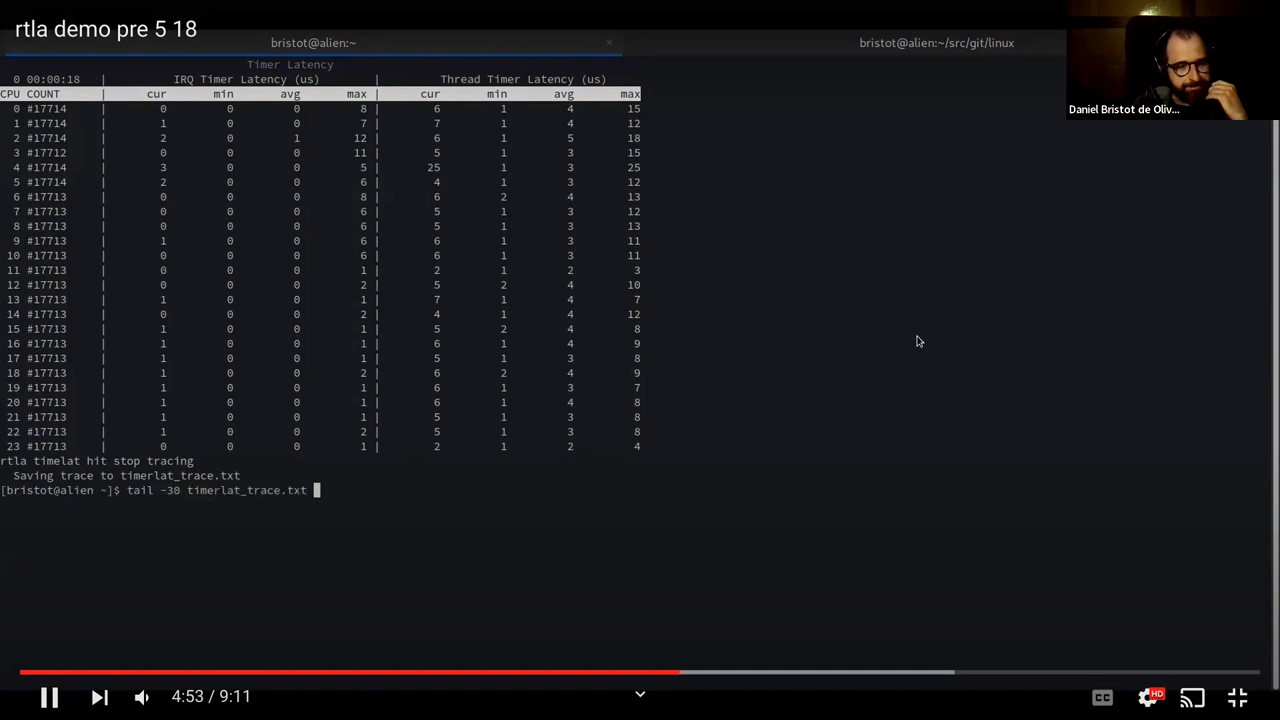 rtla demo pre 5 18
bristot@alien:~ ×
bristot@alien:~/src/git/linux
Daniel Bristot de Oliv...
Timer Latency
0 00:00:18 | IRQ Timer Latency (us) | Thread Timer Latency (us)
CPU COUNT | cur min avg max | cur min avg max
0 #17714 | 0 0 0 8 | 6 1 4 15
1 #17714 | 1 0 0 7 | 7 1 4 12
2 #17714 | 2 0 1 12 | 6 1 5 18
3 #17712 | 0 0 0 11 | 5 1 3 15
4 #17714 | 3 0 0 5 | 25 1 3 25
5 #17714 | 2 0 0 6 | 4 1 3 12
6 #17713 | 0 0 0 8 | 6 2 4 13
7 #17713 | 0 0 0 6 | 5 1 3 12
8 #17713 | 0 0 0 6 | 5 1 3 13
9 #17713 | 1 0 0 6 | 6 1 3 11
10 #17713 | 0 0 0 6 | 6 1 3 11
11 #17713 | 0 0 0 1 | 2 1 2 3
12 #17713 | 0 0 0 2 | 5 2 4 10
13 #17713 | 1 0 0 1 | 7 1 4 7
14 #17713 | 0 0 0 2 | 4 1 4 12
15 #17713 | 1 0 0 1 | 5 2 4 8
16 #17713 | 1 0 0 1 | 6 1 4 9
17 #17713 | 1 0 0 1 | 5 1 3 8
18 #17713 | 1 0 0 2 | 6 2 4 9
19 #17713 | 1 0 0 1 | 6 1 3 7
20 #17713 | 1 0 0 1 | 6 1 4 8
21 #17713 | 1 0 0 1 | 5 1 3 8
22 #17713 | 1 0 0 2 | 5 1 3 8
23 #17713 | 0 0 0 1 | 2 1 2 4
rtla timelat hit stop tracing
Saving trace to timerlat_trace.txt
[bristot@alien ~]$ tail -30 timerlat_trace.txt
4:53 / 9:11
CC
HD